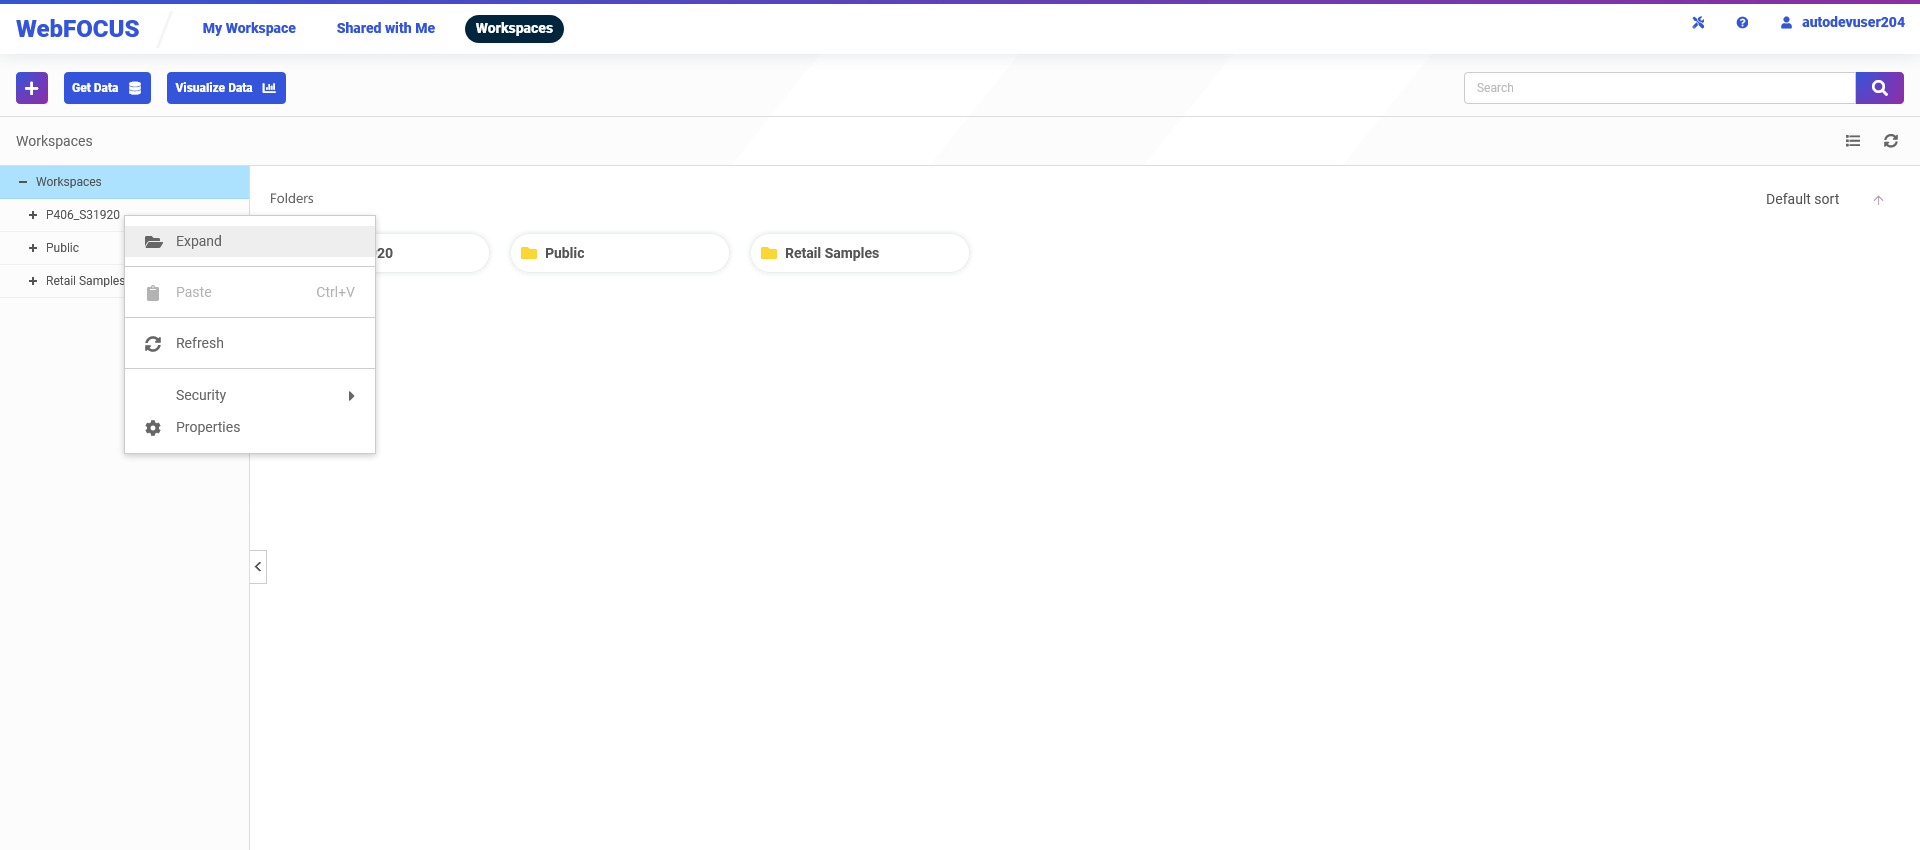 WebFOCUS
My Workspace
Shared with Me
Workspaces
autodevuser204
Get Data
Visualize Data
Search
Workspaces
Workspaces
P406_S31920
Public
Retail Samples
Expand
Paste Ctrl+V
Refresh
Security
Properties
Folders
Default sort
20
Public
Retail Samples